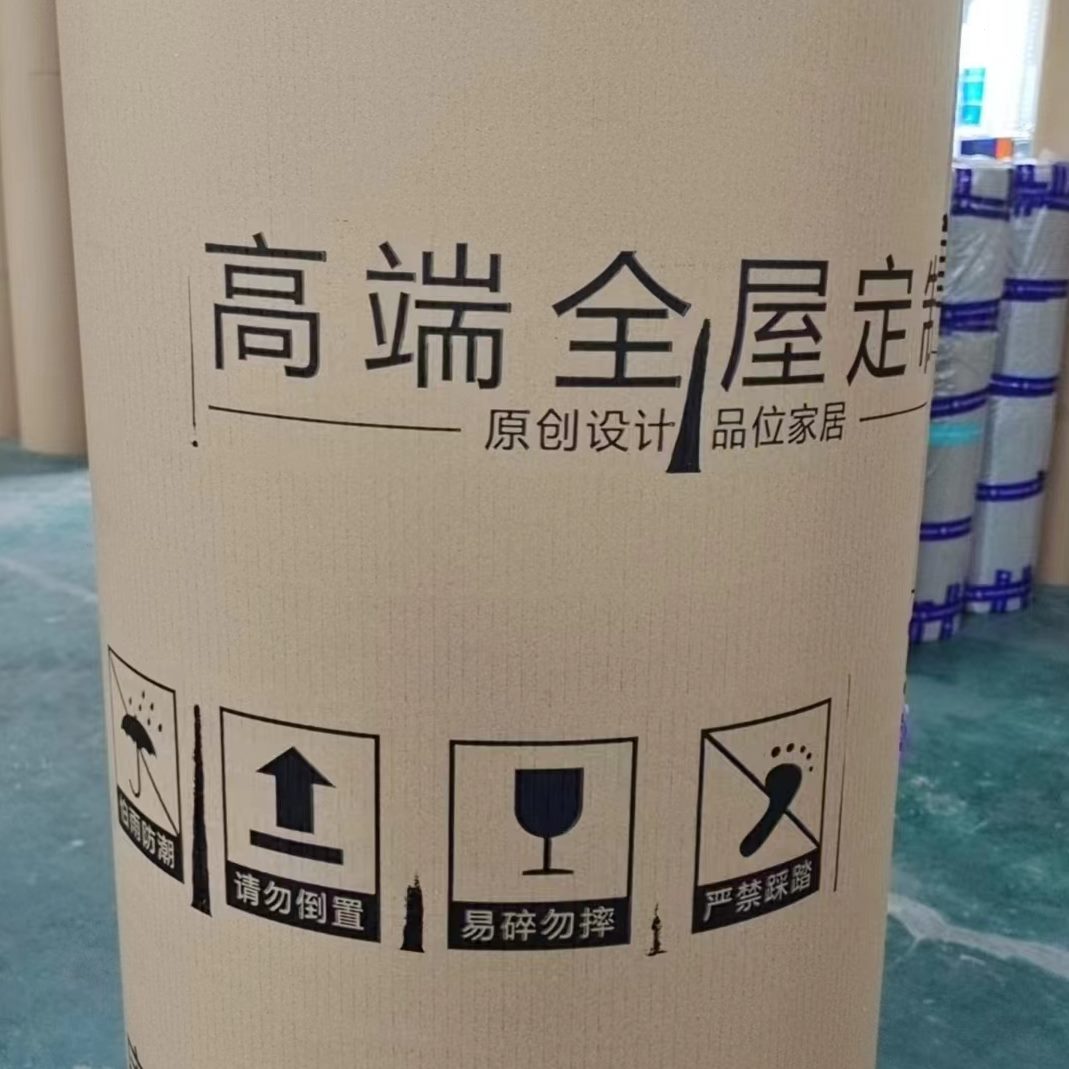 高端全屋定制
原创设计 品位家居
怕雨防潮
请勿倒置
易碎勿摔
严禁踩踏